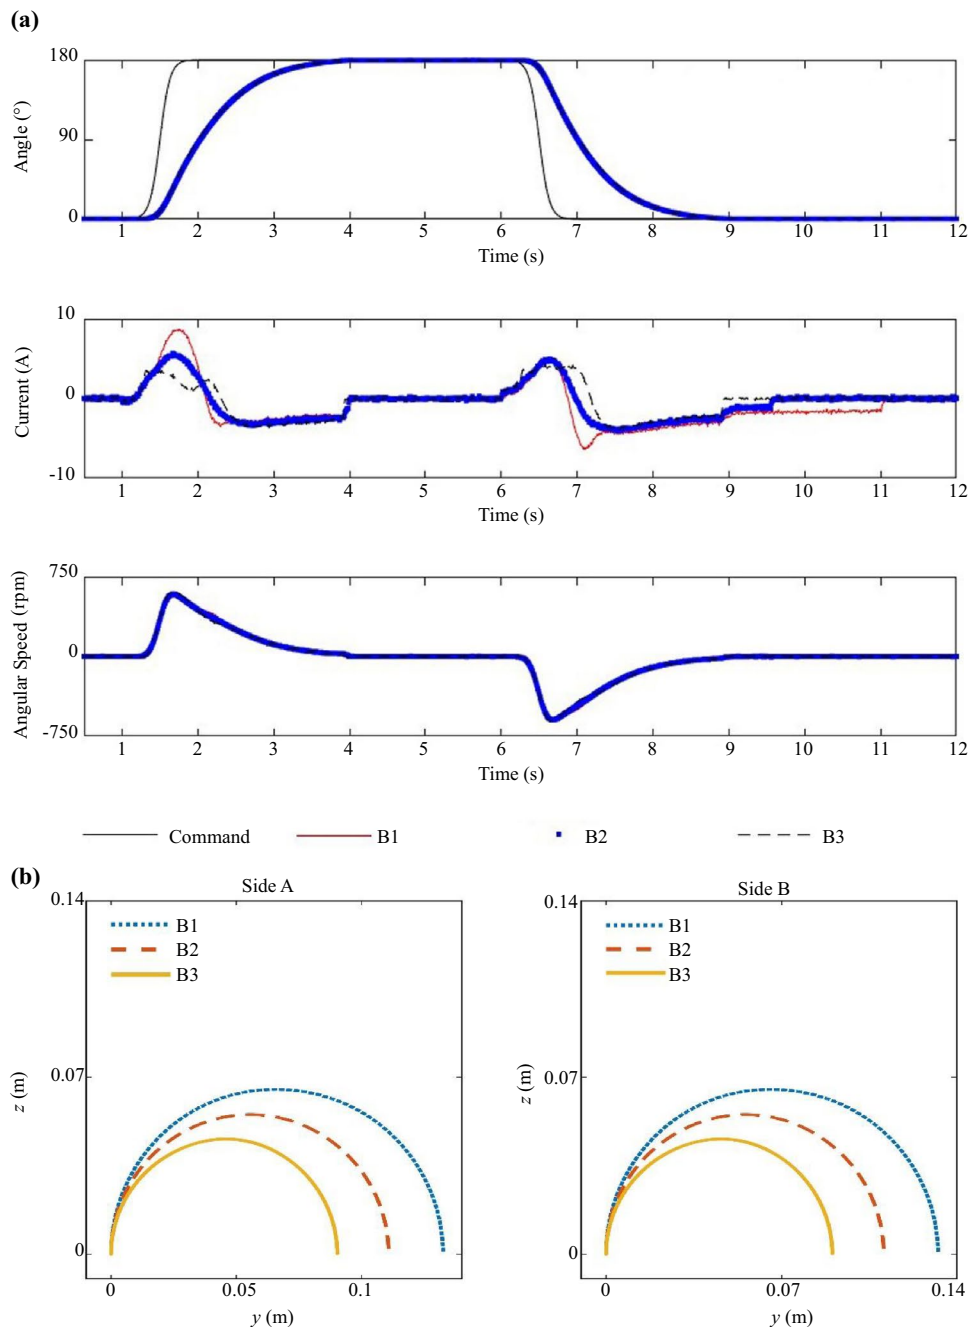 (a)
180
90
0
Angle (°)
1 2 3 4 5 6 7 8 9 10 11 12
Time (s)
10
0
-10
Current (A)
1 2 3 4 5 6 7 8 9 10 11 12
Time (s)
750
0
-750
Angular Speed (rpm)
1 2 3 4 5 6 7 8 9 10 11 12
Time (s)
Command B1 B2 B3
(b)
Side A
0.14
0.07
0
z (m)
B1
B2
B3
0 0.05 0.1
y (m)
Side B
0.14
0.07
0
z (m)
B1
B2
B3
0 0.07 0.14
y (m)